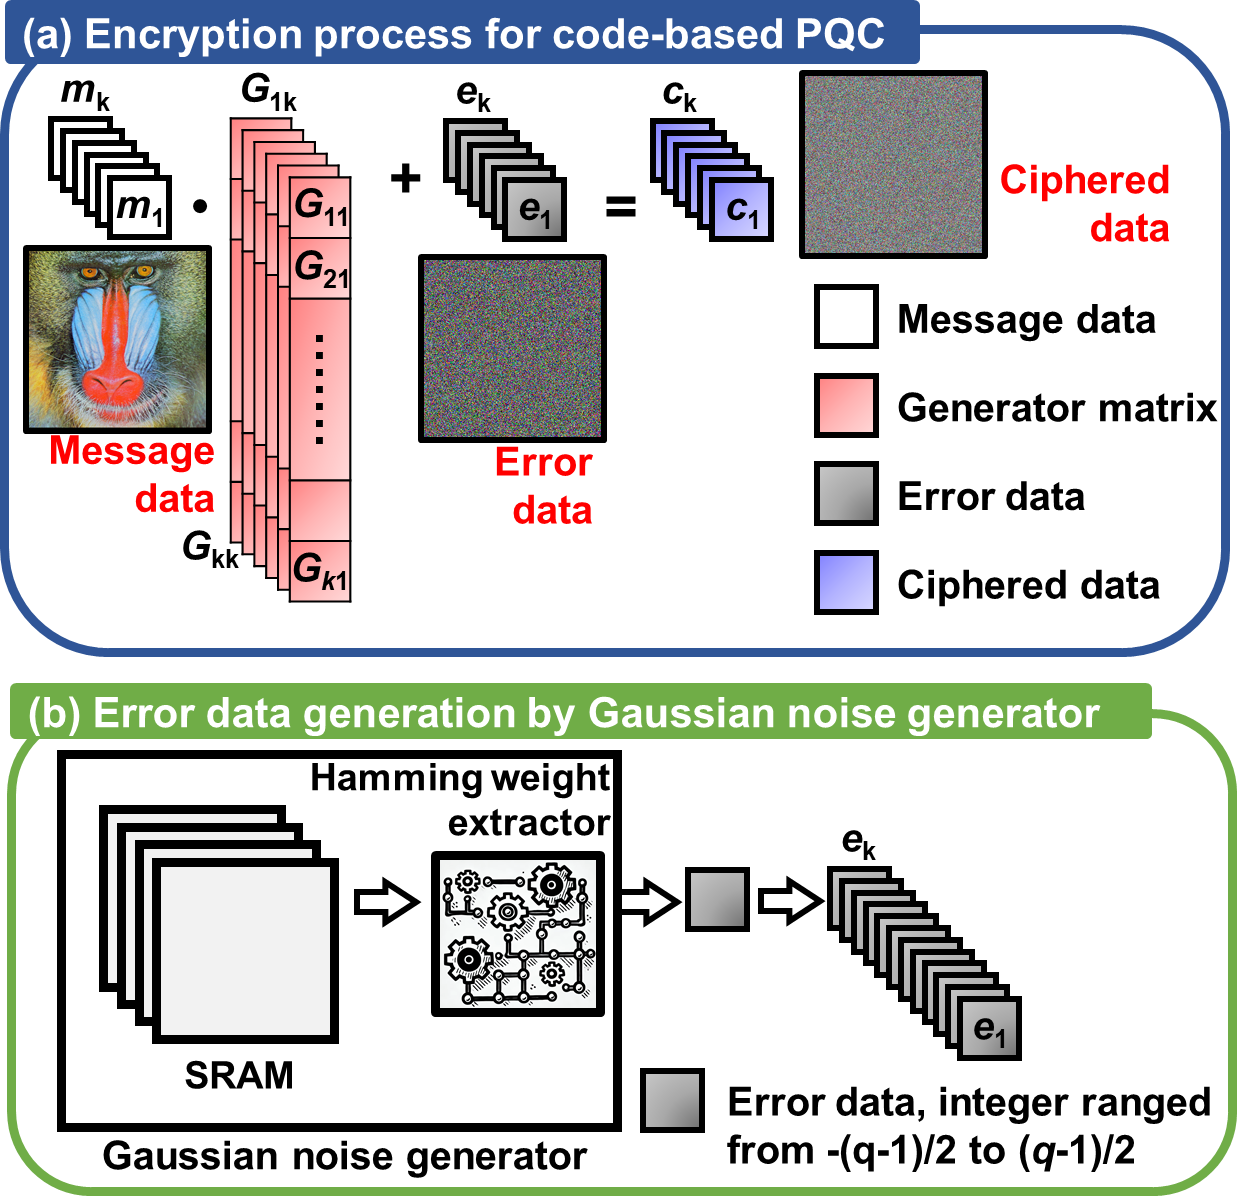 (a) Encryption process for code-based PQC
mk
G1k
ek
ck
m1
·
G11
+
e1
=
c1
G21
Ciphered
data
Message
data
Error
data
Gkk
Gk1
Message data
Generator matrix
Error data
Ciphered data
(b) Error data generation by Gaussian noise generator
Hamming weight
extractor
SRAM
Gaussian noise generator
ek
e1
Error data, integer ranged
from -(q-1)/2 to (q-1)/2